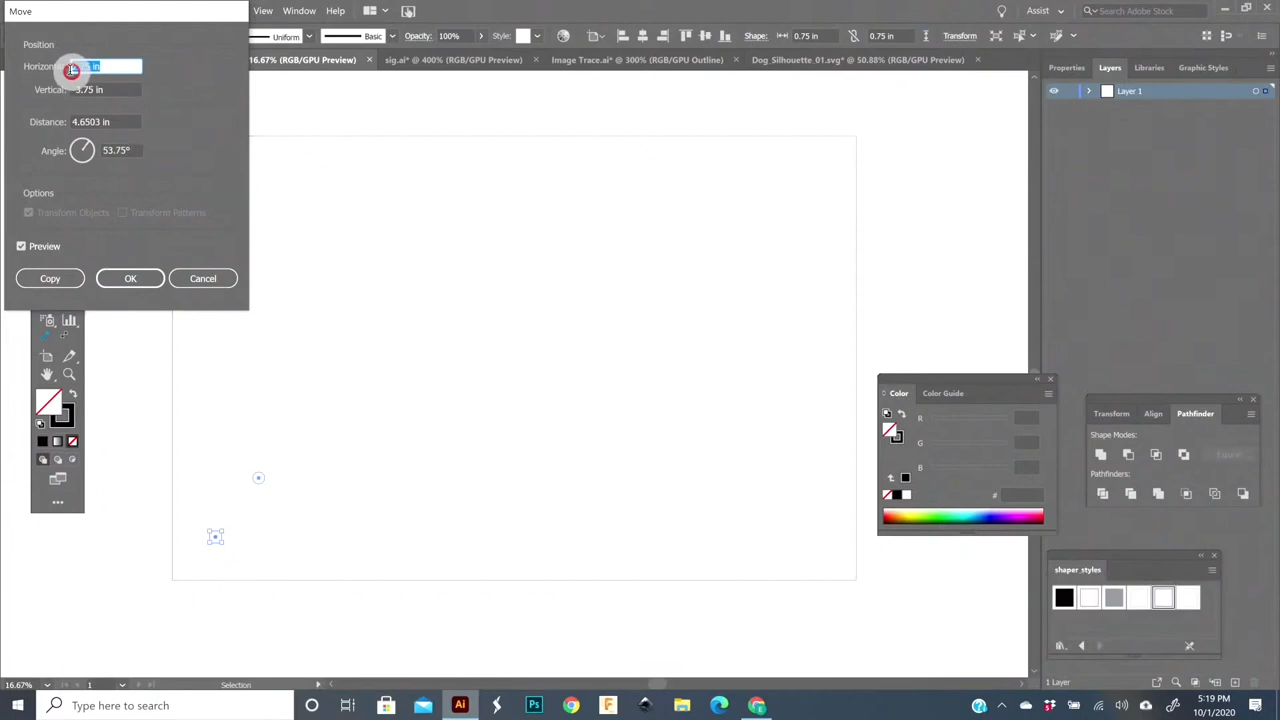 Move
View Window Help
Assist
Search Adobe Stock
Uniform
Basic
Opacity: 100%
Style:
Shape: 0.75 in
0.75 in
Transform
16.67% (RGB/GPU Preview) ×
sig.ai* @ 400% (RGB/GPU Preview) ×
Image Trace.ai* @ 300% (RGB/GPU Outline) ×
Dog_Silhouette_01.svg* @ 50.88% (RGB/GPU Preview) ×
Position
Vertical: -3.75 in
Distance: 4.6503 in
Angle: 53.75°
Options
Transform Objects Transform Patterns
Preview
Copy OK Cancel
Properties Layers Libraries Graphic Styles
Layer 1
Color Color Guide
R
G
B
#
Transform Align Pathfinder
Shape Modes:
Expand
Pathfinders:
shaper_styles
1 Layer
16.67% 1 Selection
Type here to search
Ai
Ps
5:19 PM
10/1/2020